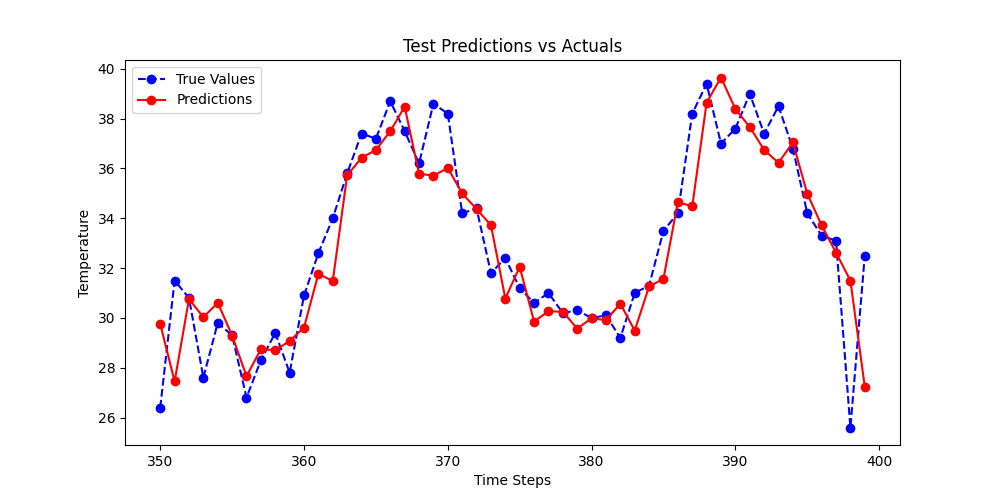 Test Predictions vs Actuals
True Values
Predictions
Temperature
40
38
36
34
32
30
28
26
350 360 370 380 390 400
Time Steps